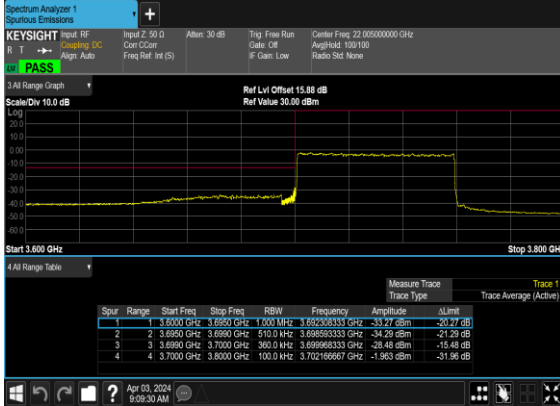 Spectrum Analyzer 1
Spurious Emissions
+
KEYSIGHT Input: RF Input Z: 50 Ω Atten: 30 dB Trig: Free Run Center Freq: 22.005000000 GHz
R T Coupling: DC Corr CCorr Gate: Off Avg|Hold: 100/100
Align: Auto Freq Ref: Int (S) IF Gain: Low Radio Std: None
PASS
3 All Range Graph Ref Lvl Offset 15.88 dB
Scale/Div 10.0 dB Ref Value 30.00 dBm
Log
20.0
10.0
0.00
-10.0
-20.0
-30.0
-40.0
-50.0
-60.0
Start 3.600 GHz Stop 3.800 GH
4 All Range Table
Measure Trace Trace 1
Trace Type Trace Average (Active)
Spur Range Start Freq Stop Freq RBW Frequency Amplitude ΔLimit
1 1 3.6000 GHz 3.6950 GHz 1.000 MHz 3.692308333 GHz -33.27 dBm -20.27 dB
2 2 3.6950 GHz 3.6990 GHz 510.0 kHz 3.698593333 GHz -34.29 dBm -21.29 dB
3 3 3.6990 GHz 3.7000 GHz 360.0 kHz 3.699968333 GHz -28.48 dBm -15.48 dB
4 4 3.7000 GHz 3.8000 GHz 100.0 kHz 3.702166667 GHz -1.963 dBm -31.96 dB
? Apr 03, 2024
9:09:30 AM